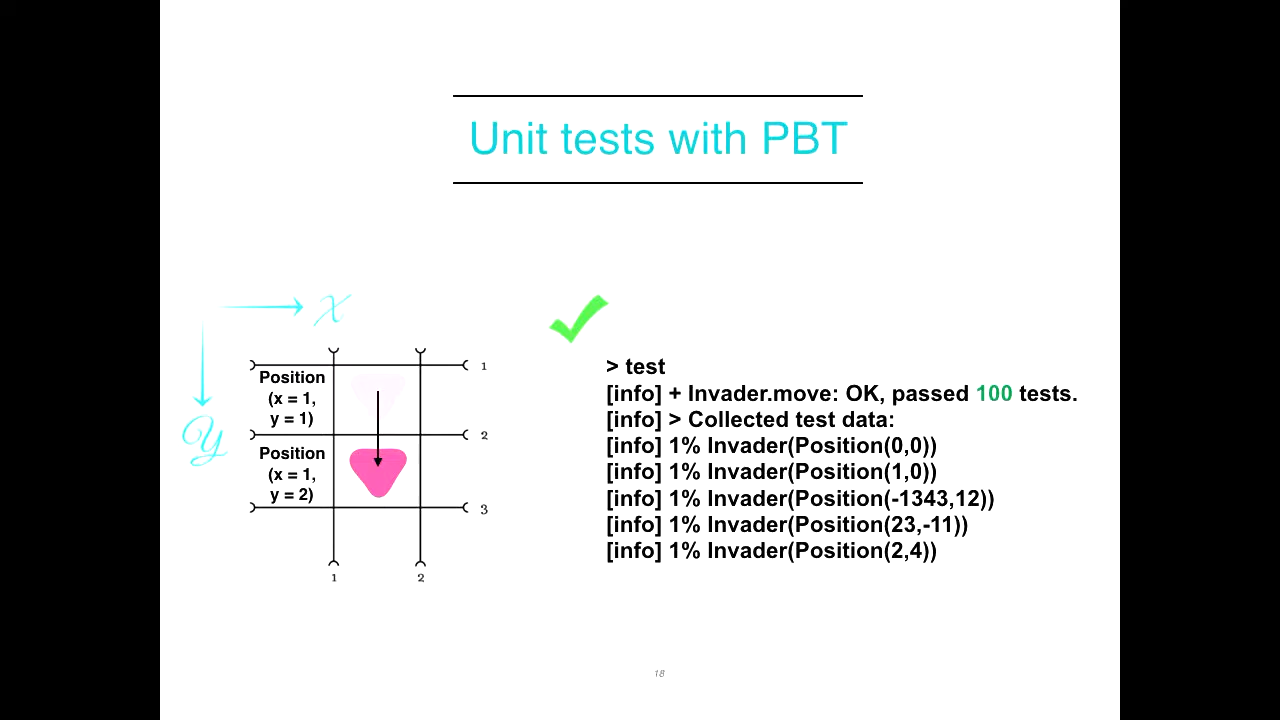 Unit tests with PBT
x
y
Position
(x = 1,
y = 1)
Position
(x = 1,
y = 2)
1
2
3
1
2
> test
[info] + Invader.move: OK, passed 100 tests.
[info] > Collected test data:
[info] 1% Invader(Position(0,0))
[info] 1% Invader(Position(1,0))
[info] 1% Invader(Position(-1343,12))
[info] 1% Invader(Position(23,-11))
[info] 1% Invader(Position(2,4))
18